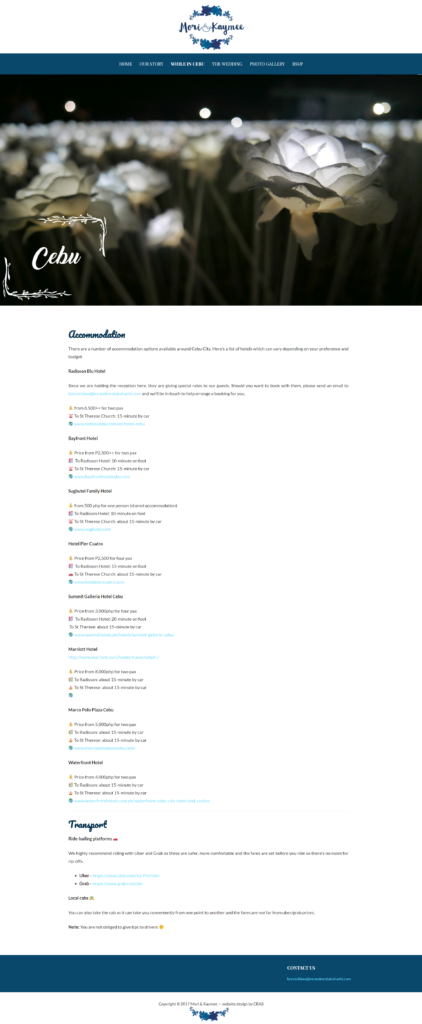 Mori & Kaymee
HOME OUR STORY WHILE IN CEBU THE WEDDING PHOTO GALLERY RSVP
Cebu
Accommodation
There are a number of accommodation options available around Cebu City. Here's a list of hotels which can vary depending on your preference and
budget.
Radisson Blu Hotel
Since we are holding the reception here, they are giving special rates to our guests. Should you want to book with them, please send an email to
and we'll be in touch to help arrange a booking for you.
from 6,500++ for two pax
To St Therese Church: 15-minute by car
Bayfront Hotel
Price from P2,500++ for two pax
To Radisson Hotel: 10-minute on foot
To St Therese Church: 15-minute by car
Sugbutel Family Hotel
from 500 php for one person (shared accommodation)
To Radisson Hotel: 10-minute on foot
To St Therese Church: about 15-minute by car
Hotel Pier Cuatro
Price from P2,500 for four pax
To Radisson Hotel: 15-minute on foot
To St Therese Church: about 15-minute by car
Summit Galleria Hotel Cebu
Price from 3,000php for four pax
To Radisson Hotel: 20-minute on foot
To St Therese: about 15-minute by car
Marriott Hotel
Price from 8,000php for two pax
To Radisson: about 15-minute by car
To St Therese: about 15-minute by car
Marco Polo Plaza Cebu
Price from 5,000php for two pax
To Radisson: about 15-minute by car
To St Therese: about 15-minute by car
Waterfront Hotel
Price from 4,000php for two pax
To Radisson: about 15-minute by car
To St Therese: about 15-minute by car
Transport
Ride-hailing platforms
We highly recommend riding with Uber and Grab as these are safer, more comfortable and the fares are set before you ride so there's no room for
rip-offs.
Uber -
Grab -
Local cabs
You can also take the cab as it can take you conveniently from one point to another and the fares are not far from uber/grab prices.
Note: You are not obliged to give tips to drivers
CONTACT US
Copyright © 2017 Mori & Kaymee — website design by